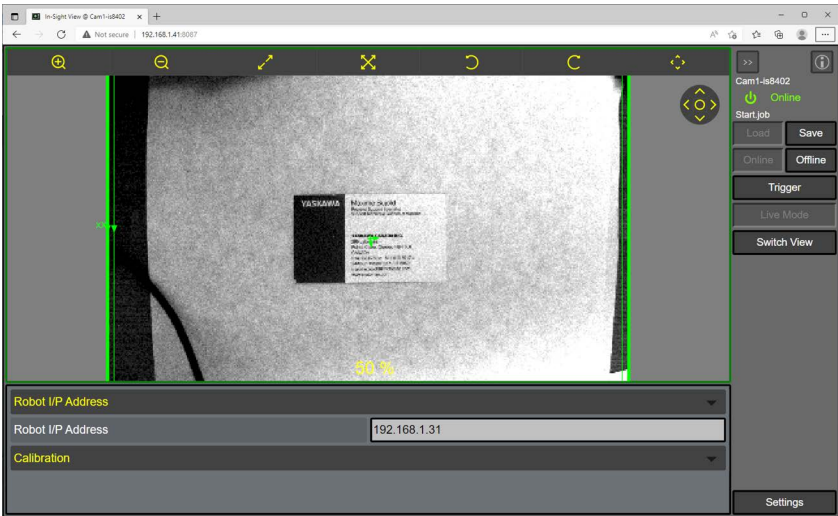 In-Sight View @ Cam1-is8402
Not secure | 192.168.1.41:8087
>>
Cam1-is8402
Online
Start.job
Load Save
Online Offline
Trigger
Live Mode
Switch View
YASKAWA
50 %
Robot I/P Address
Robot I/P Address 192.168.1.31
Calibration
Settings